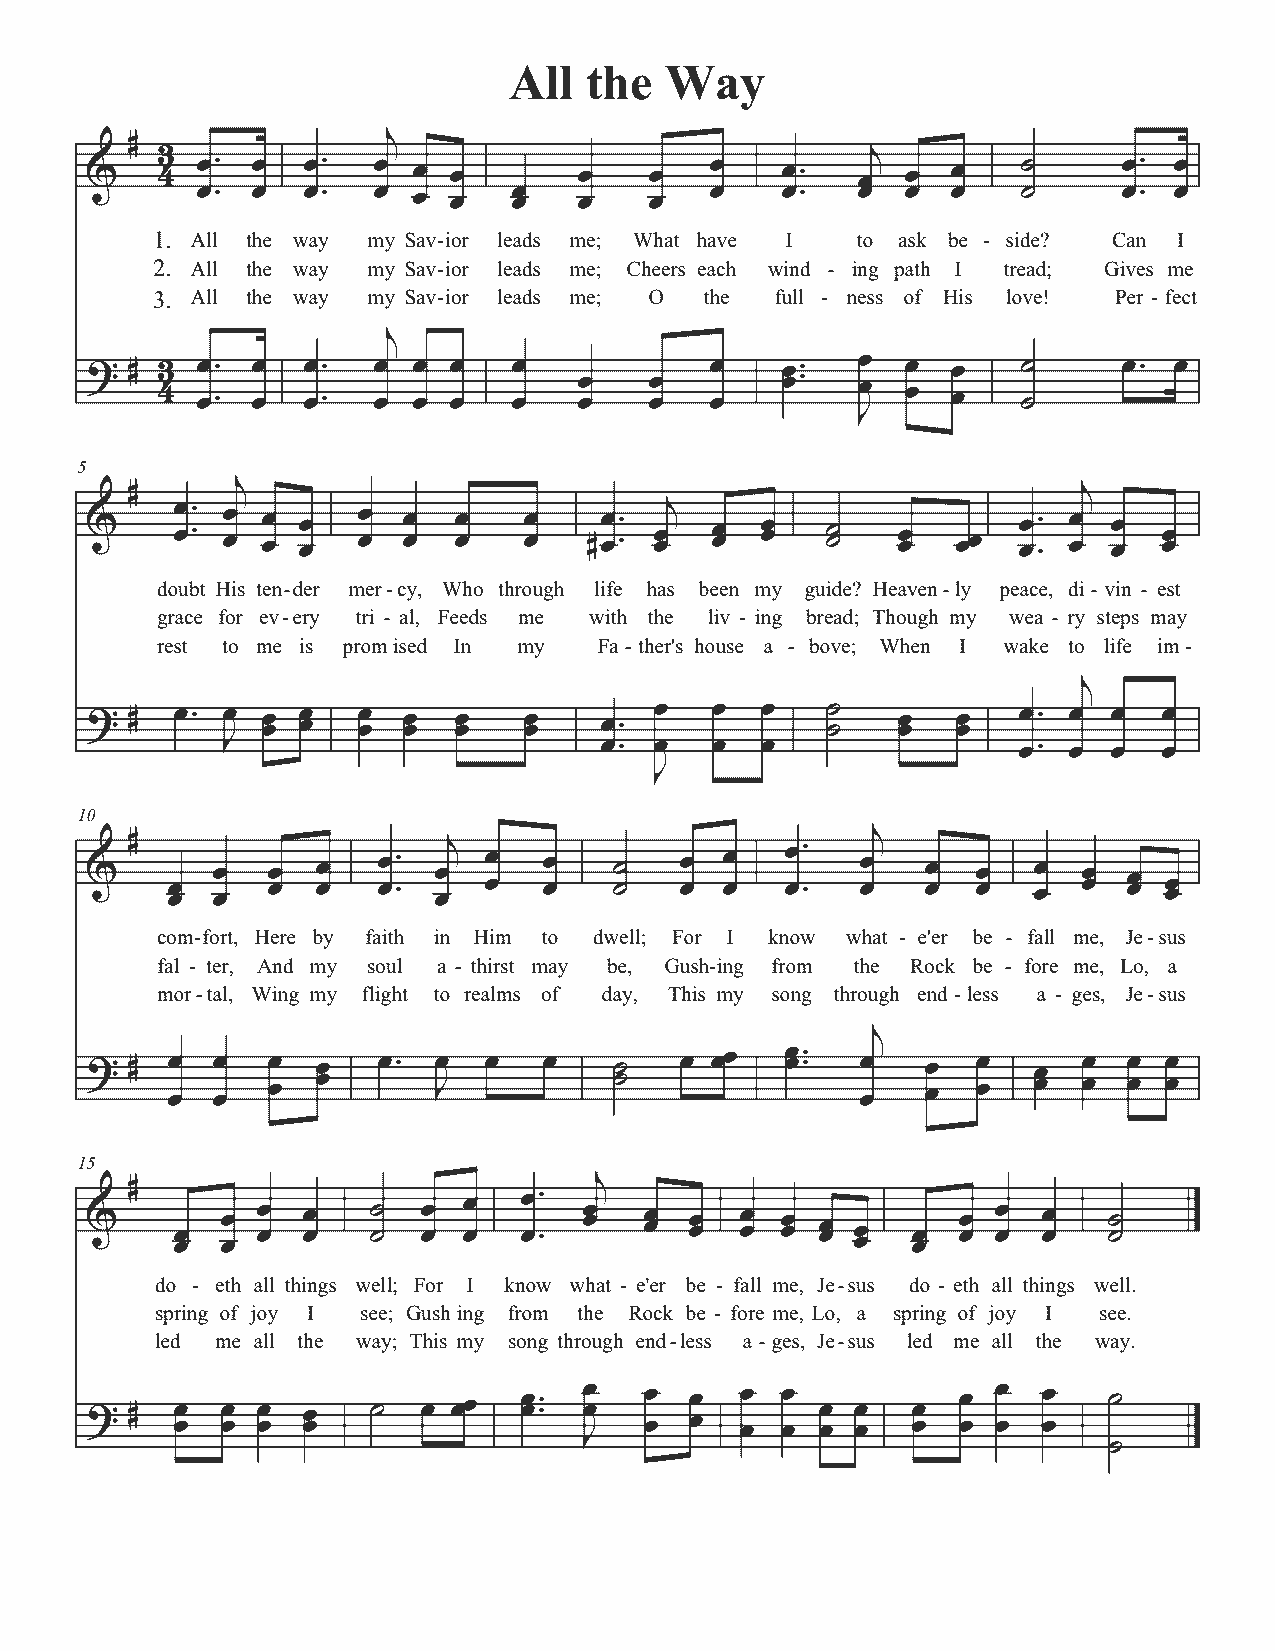 All the Way
1. All the way my Sav-ior leads me; What have I to ask be - side? Can I
2. All the way my Sav-ior leads me; Cheers each wind - ing path I tread; Gives me
3. All the way my Sav-ior leads me; O the full - ness of His love! Per - fect
5
doubt His ten-der mer-cy, Who through life has been my guide? Heaven-ly peace, di - vin - est
grace for ev-ery tri - al, Feeds me with the liv - ing bread; Though my wea - ry steps may
rest to me is prom ised In my Fa - ther's house a - bove; When I wake to life im -
10
com-fort, Here by faith in Him to dwell; For I know what - e'er be - fall me, Je-sus
fal - ter, And my soul a - thirst may be, Gush-ing from the Rock be - fore me, Lo, a
mor-tal, Wing my flight to realms of day, This my song through end-less a - ges, Je-sus
15
do - eth all things well; For I know what - e'er be - fall me, Je-sus do - eth all things well.
spring of joy I see; Gush ing from the Rock be - fore me, Lo, a spring of joy I see.
led me all the way; This my song through end-less a - ges, Je-sus led me all the way.